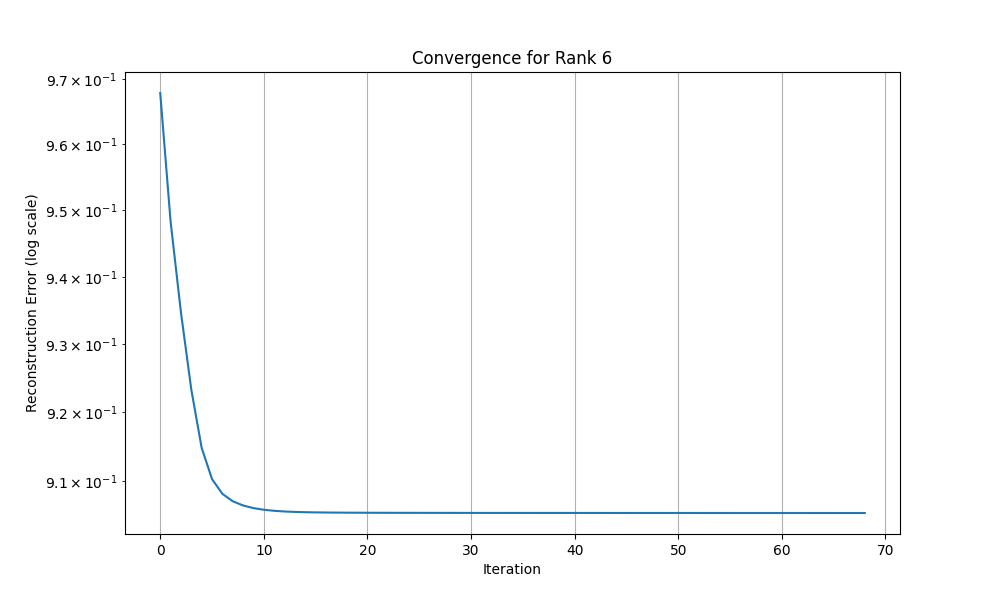 Convergence for Rank 6
Reconstruction Error (log scale)
9.7 × 10⁻¹
9.6 × 10⁻¹
9.5 × 10⁻¹
9.4 × 10⁻¹
9.3 × 10⁻¹
9.2 × 10⁻¹
9.1 × 10⁻¹
0 10 20 30 40 50 60 70
Iteration